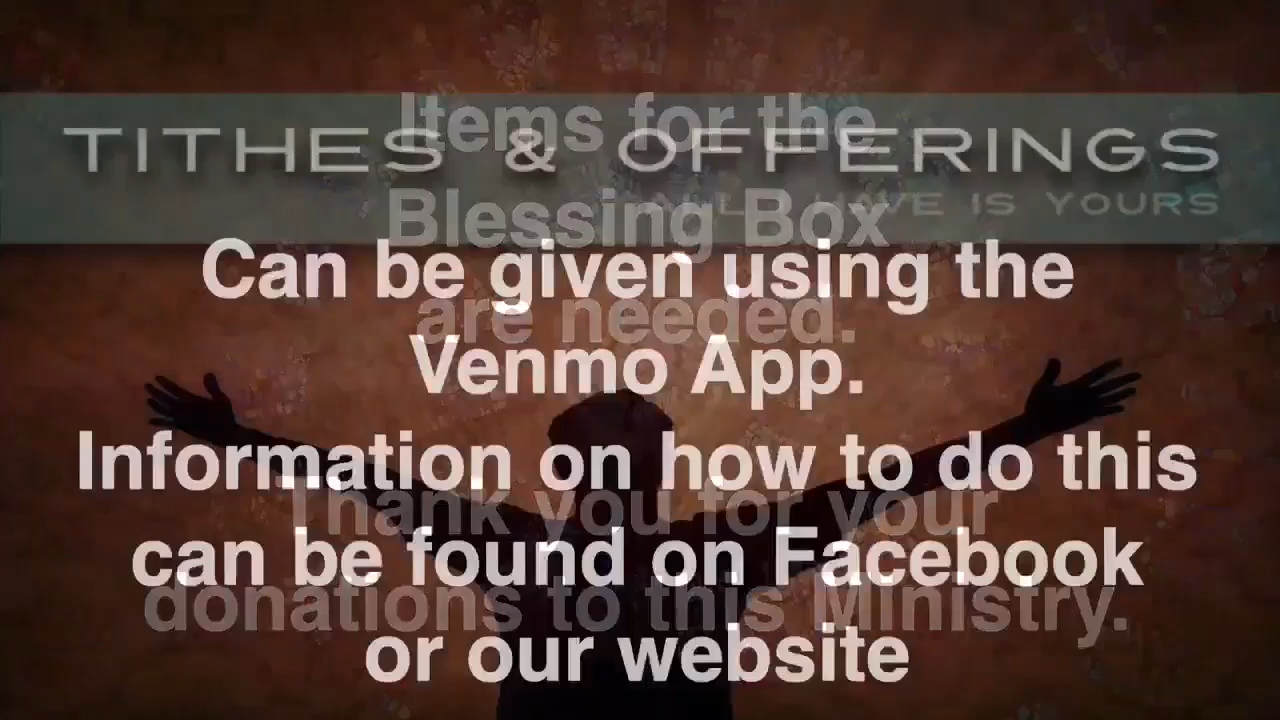 TITHES & OFFERINGS
IS YOURS
Can be given using the
Venmo App.
Information on how to do this
can be found on Facebook
or our website
Items for the
Blessing Box
are needed.
Thank you for your
donations to this Ministry.